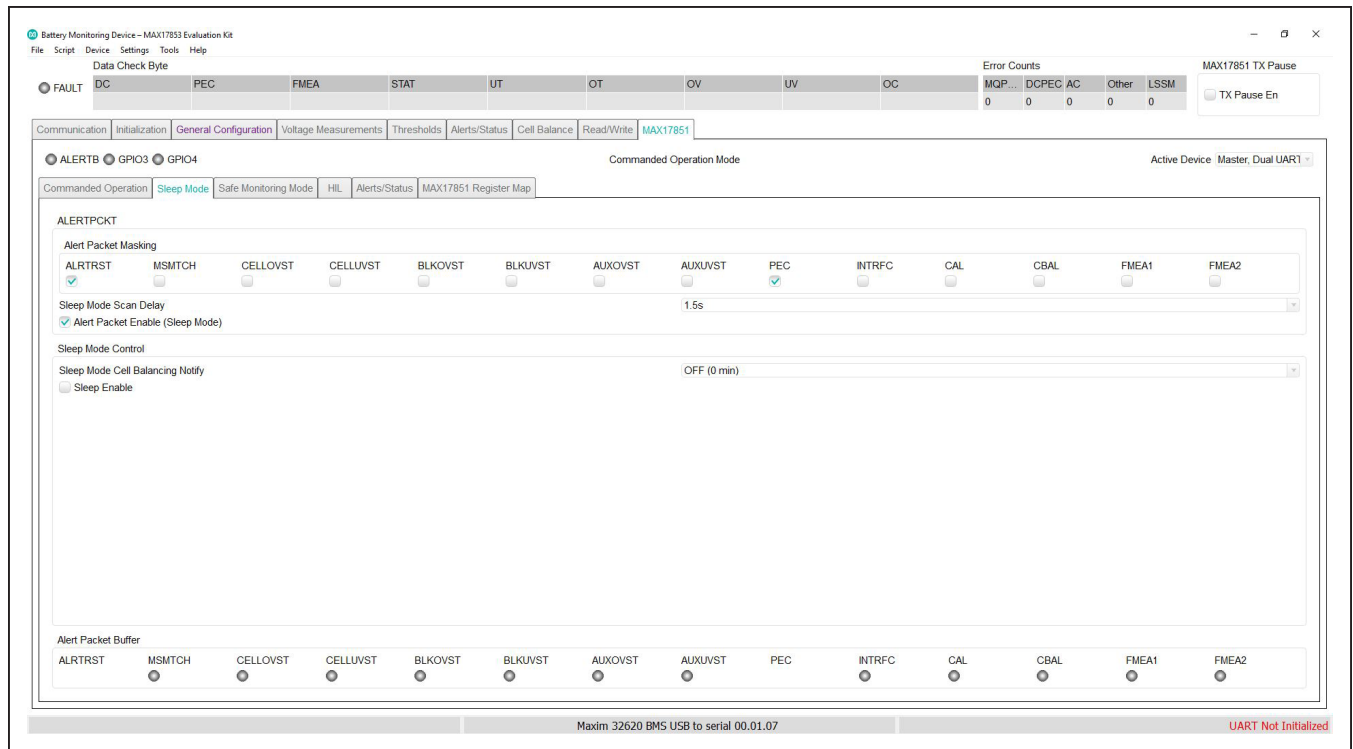 Battery Monitoring Device – MAX17853 Evaluation Kit
File Script Device Settings Tools Help
Data Check Byte Error Counts MAX17851 TX Pause
FAULT DC PEC FMEA STAT UT OT OV UV OC MQP... DCPEC AC Other LSSM
0 0 0 0 0 TX Pause En
Communication Initialization General Configuration Voltage Measurements Thresholds Alerts/Status Cell Balance Read/Write MAX17851
ALERTB GPIO3 GPIO4 Commanded Operation Mode Active Device Master, Dual UART
Commanded Operation Sleep Mode Safe Monitoring Mode HIL Alerts/Status MAX17851 Register Map
ALERTPCKT
Alert Packet Masking
ALRTRST MSMTCH CELLOVST CELLUVST BLKOVST BLKUVST AUXOVST AUXUVST PEC INTRFC CAL CBAL FMEA1 FMEA2
Sleep Mode Scan Delay 1.5s
Alert Packet Enable (Sleep Mode)
Sleep Mode Control
Sleep Mode Cell Balancing Notify OFF (0 min)
Sleep Enable
Alert Packet Buffer
ALRTRST MSMTCH CELLOVST CELLUVST BLKOVST BLKUVST AUXOVST AUXUVST PEC INTRFC CAL CBAL FMEA1 FMEA2
Maxim 32620 BMS USB to serial 00.01.07 UART Not Initialized